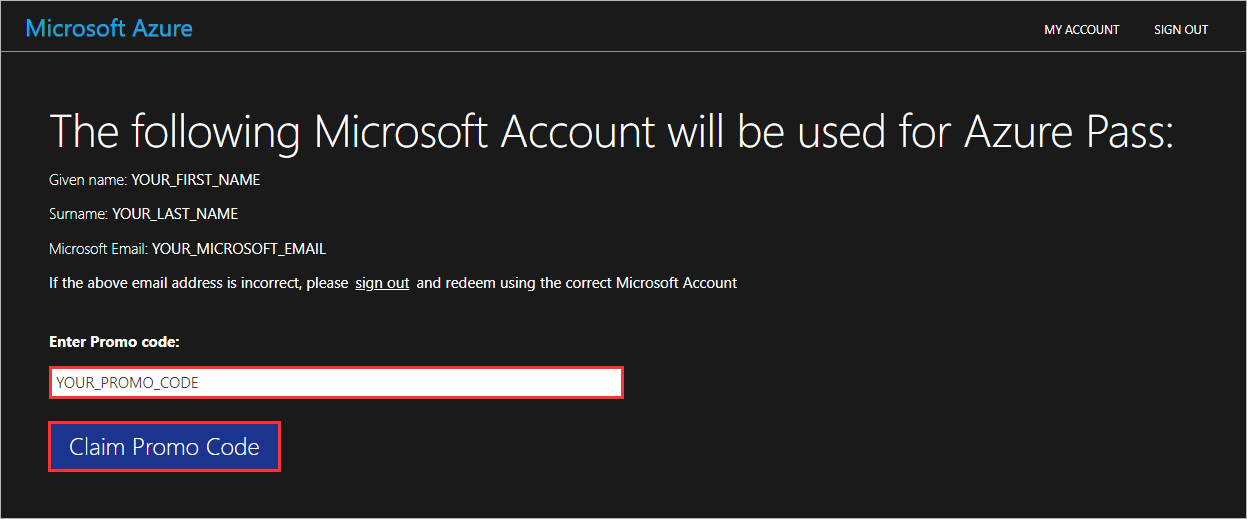 Microsoft Azure
MY ACCOUNT
SIGN OUT
The following Microsoft Account will be used for Azure Pass:
Given name: YOUR_FIRST_NAME
Surname: YOUR_LAST_NAME
Microsoft Email: YOUR_MICROSOFT_EMAIL
If the above email address is incorrect, please sign out and redeem using the correct Microsoft Account
Enter Promo code:
YOUR_PROMO_CODE
Claim Promo Code